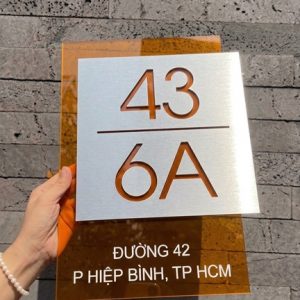 43
6A
ĐƯỜNG 42
P HIỆP BÌNH, TP HCM